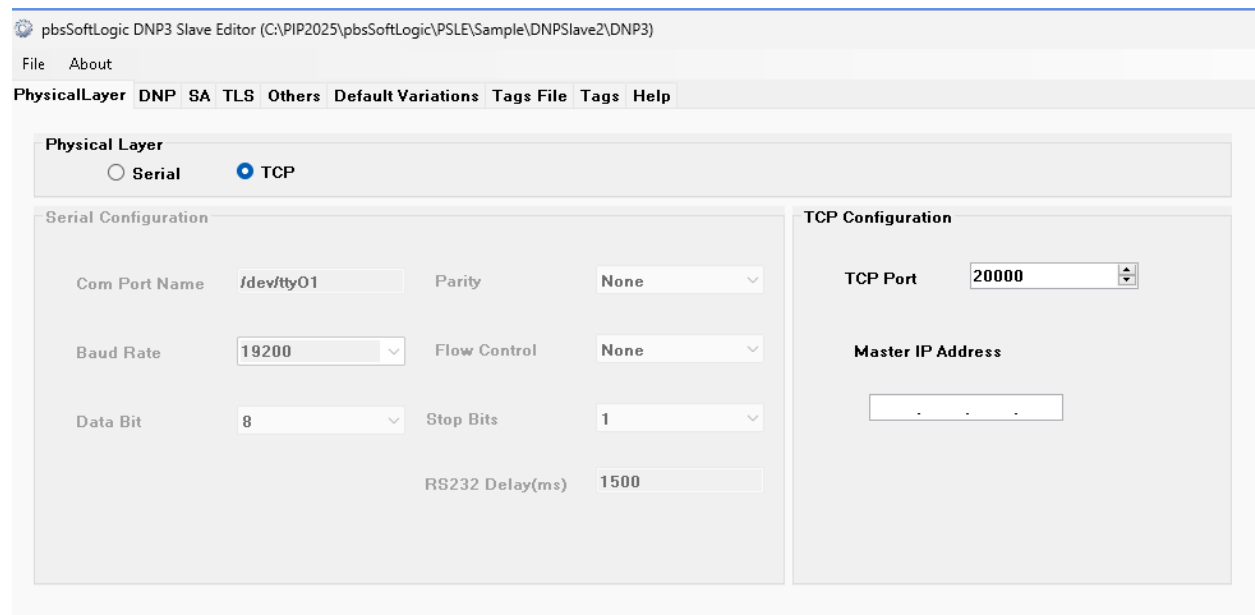 pbsSoftLogic DNP3 Slave Editor (C:\PIP2025\pbsSoftLogic\PSLE\Sample\DNPSlave2\DNP3)
File About
PhysicalLayer DNP SA TLS Others Default Variations Tags File Tags Help
Physical Layer
Serial TCP
Serial Configuration
Com Port Name /dev/ttyO1 Parity None
Baud Rate 19200 Flow Control None
Data Bit 8 Stop Bits 1
RS232 Delay(ms) 1500
TCP Configuration
TCP Port 20000
Master IP Address
. . .